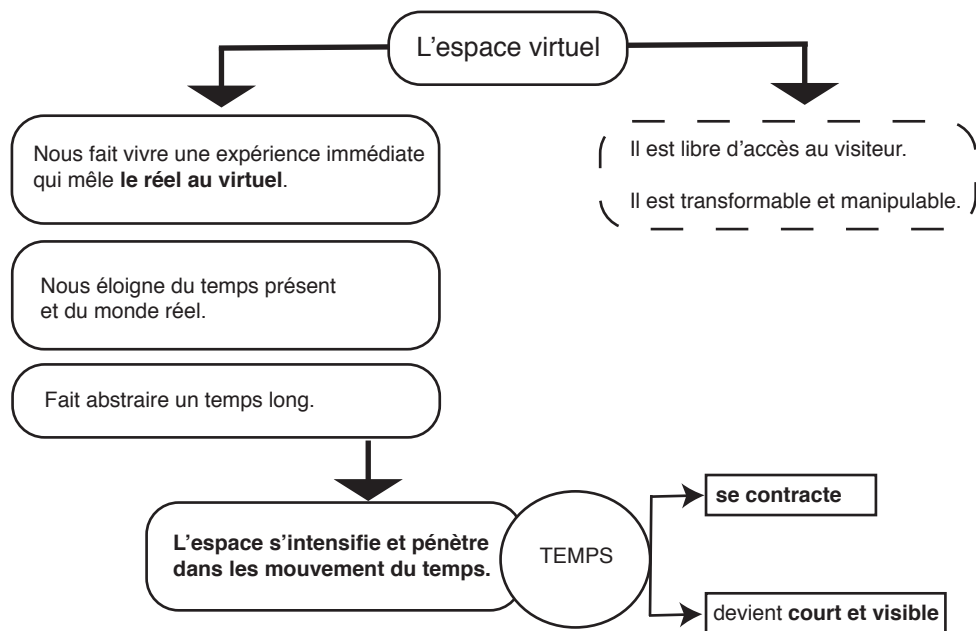 L'espace virtuel
Nous fait vivre une expérience immédiate
qui mêle le réel au virtuel.
Il est libre d'accès au visiteur.
Il est transformable et manipulable.
Nous éloigne du temps présent
et du monde réel.
Fait abstraire un temps long.
L'espace s'intensifie et pénètre
dans les mouvement du temps.
TEMPS
se contracte
devient court et visible